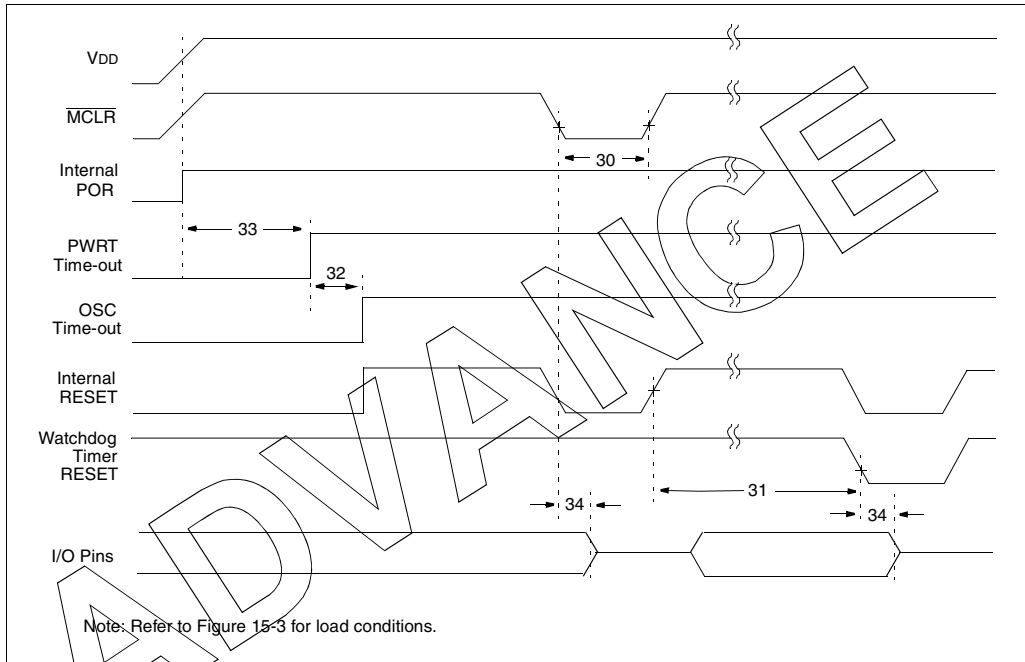 VDD
MCLR
30
Internal
POR
33
PWRT
Time-out
32
OSC
Time-out
Internal
RESET
Watchdog
Timer
RESET
31
34
34
I/O Pins
Note: Refer to Figure 15-3 for load conditions.
ADVANCE